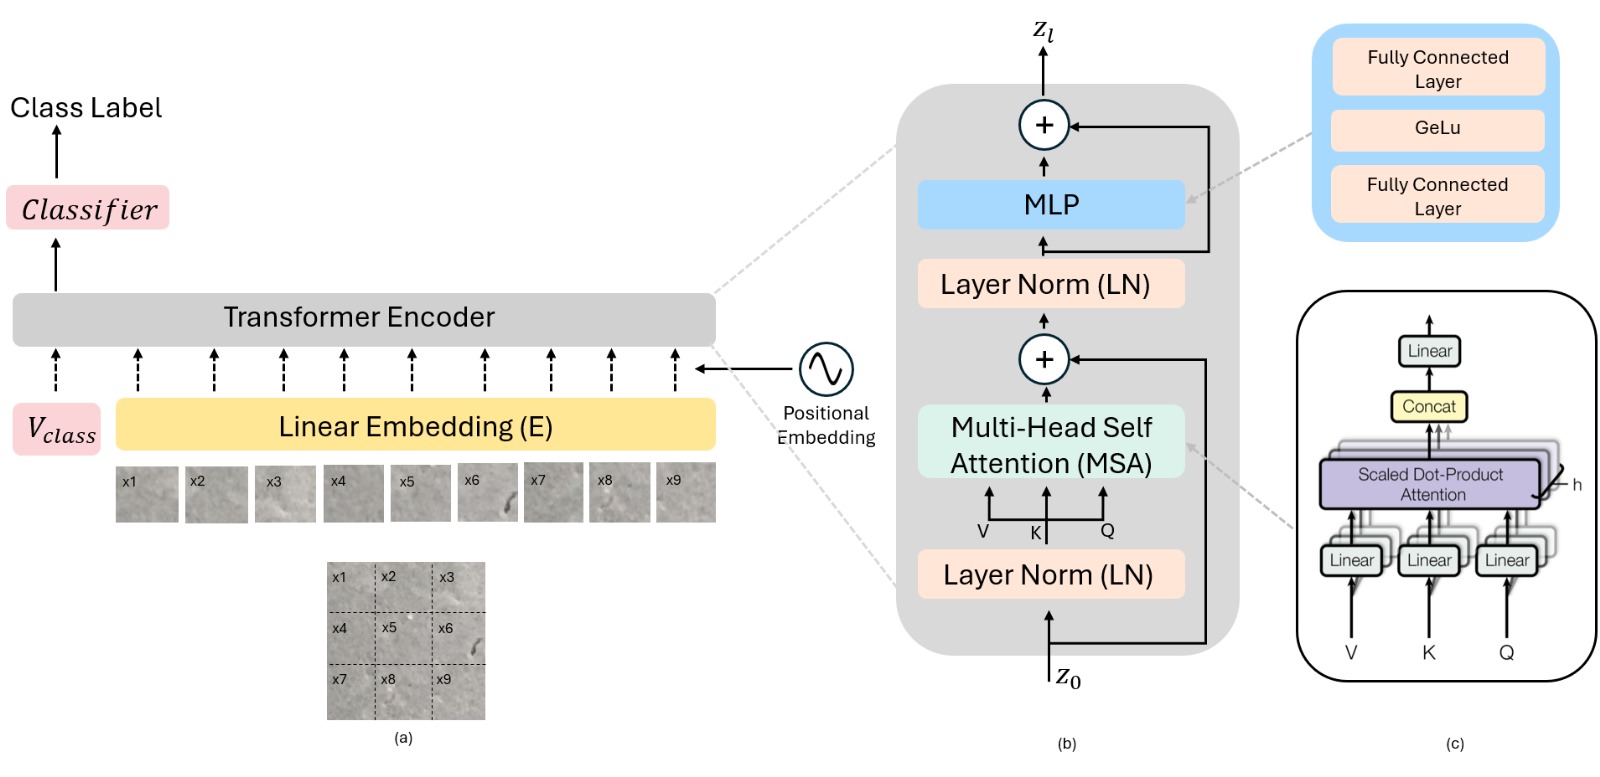 Class Label
Classifier
Transformer Encoder
V_class
Linear Embedding (E)
Positional
Embedding
x1 x2 x3 x4 x5 x6 x7 x8 x9
x1 x2 x3
x4 x5 x6
x7 x8 x9
(a)
z_l
+
MLP
Layer Norm (LN)
+
Multi-Head Self
Attention (MSA)
V K Q
Layer Norm (LN)
z_0
(b)
Fully Connected
Layer
GeLu
Fully Connected
Layer
Linear
Concat
Scaled Dot-Product
Attention
h
Linear Linear Linear
V K Q
(c)